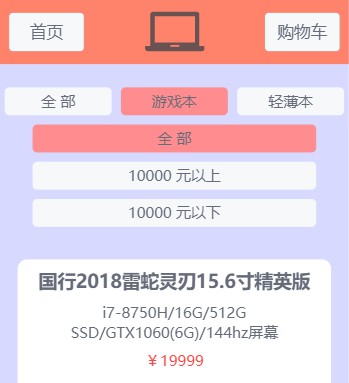 首页 购物车
全 部 游戏本 轻薄本
全 部
10000 元以上
10000 元以下
国行2018雷蛇灵刃15.6寸精英版
i7-8750H/16G/512G
SSD/GTX1060(6G)/144hz屏幕
￥19999